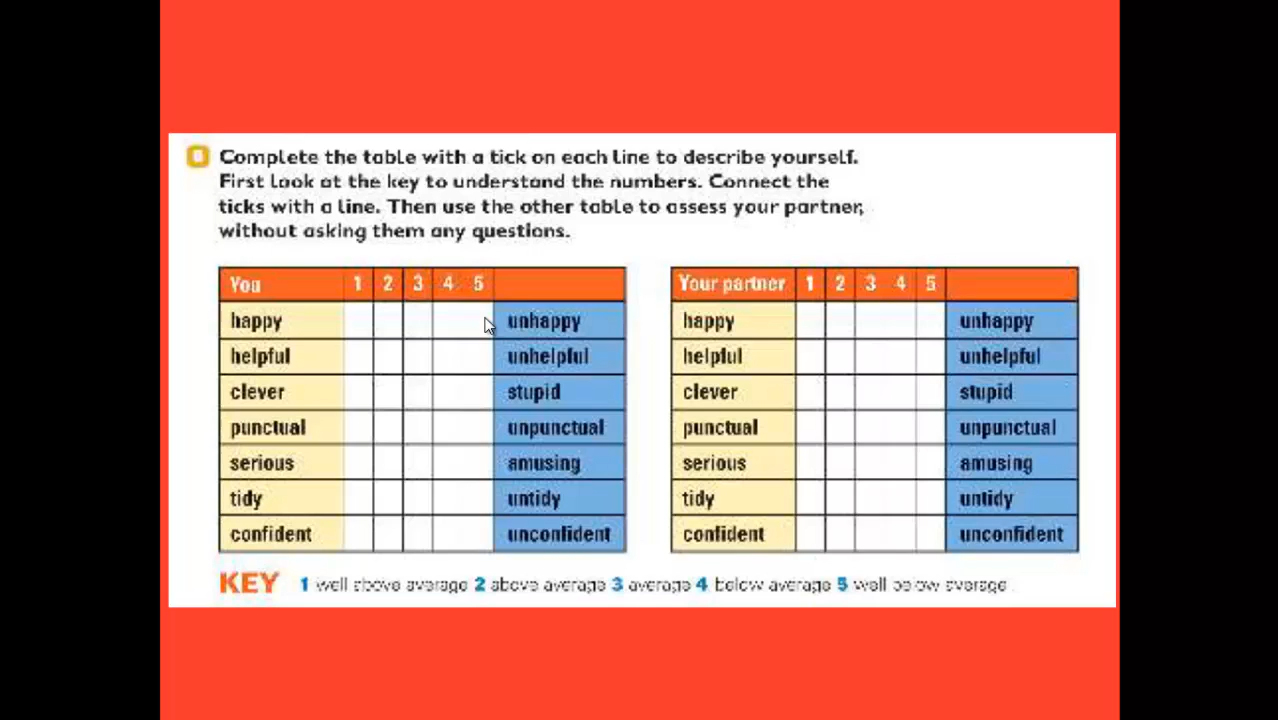 Complete the table with a tick on each line to describe yourself.
First look at the key to understand the numbers. Connect the
ticks with a line. Then use the other table to assess your partner,
without asking them any questions.
You 1 2 3 4 5
happy unhappy
helpful unhelpful
clever stupid
punctual unpunctual
serious amusing
tidy untidy
confident unconfident
Your partner 1 2 3 4 5
happy unhappy
helpful unhelpful
clever stupid
punctual unpunctual
serious amusing
tidy untidy
confident unconfident
KEY 1 well above average 2 above average 3 average 4 below average 5 well below average